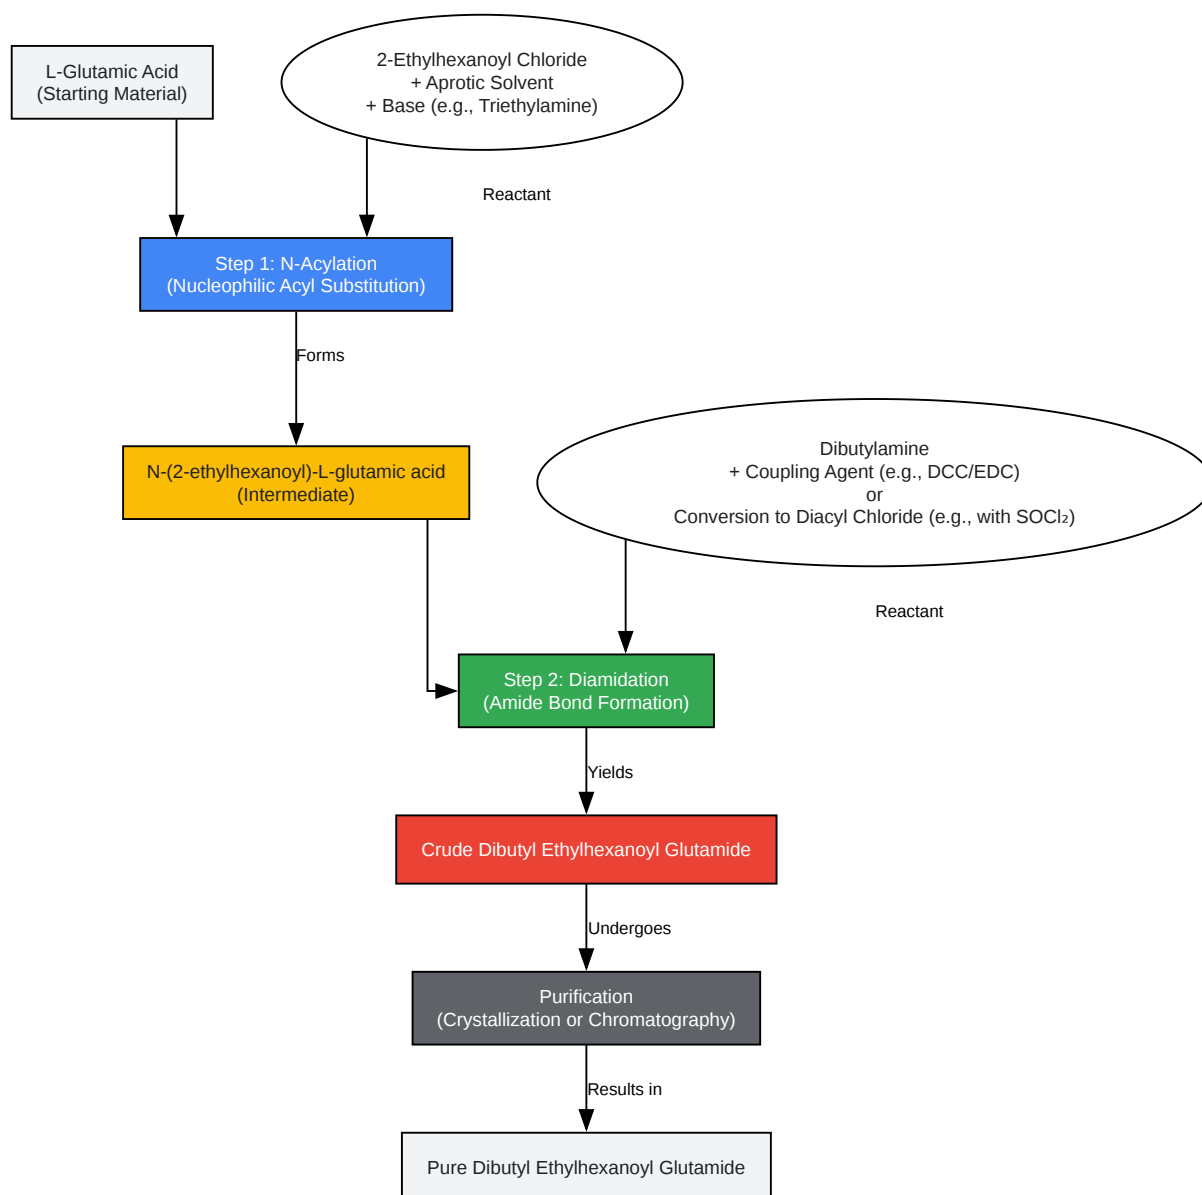 L-Glutamic Acid
(Starting Material)
2-Ethylhexanoyl Chloride
+ Aprotic Solvent
+ Base (e.g., Triethylamine)
Reactant
Step 1: N-Acylation
(Nucleophilic Acyl Substitution)
Forms
N-(2-ethylhexanoyl)-L-glutamic acid
(Intermediate)
Dibutylamine
+ Coupling Agent (e.g., DCC/EDC)
or
Conversion to Diacyl Chloride (e.g., with SOCl₂)
Reactant
Step 2: Diamidation
(Amide Bond Formation)
Yields
Crude Dibutyl Ethylhexanoyl Glutamide
Undergoes
Purification
(Crystallization or Chromatography)
Results in
Pure Dibutyl Ethylhexanoyl Glutamide